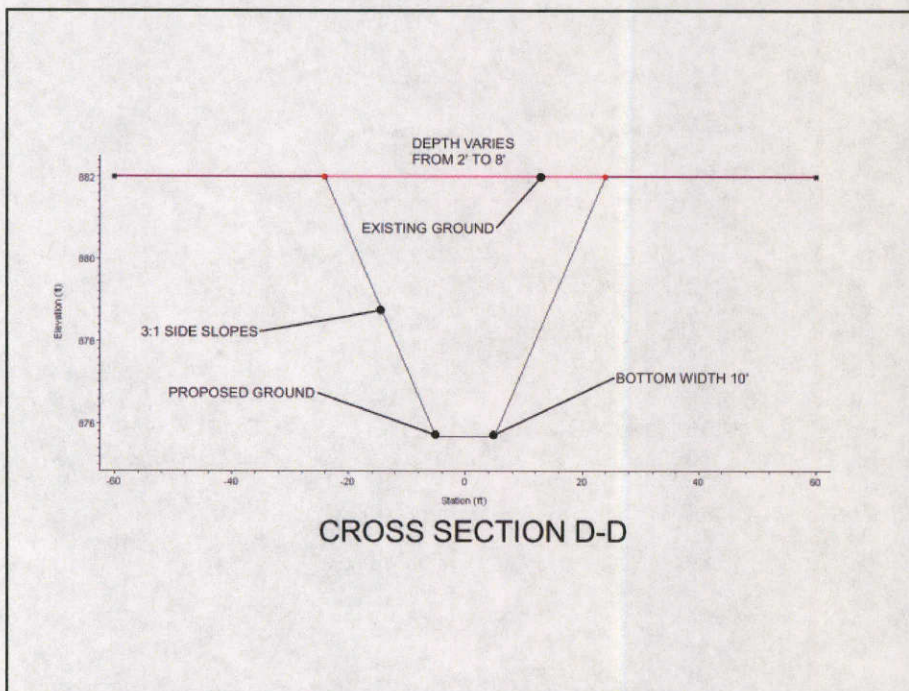 DEPTH VARIES
FROM 2' TO 8'
882
EXISTING GROUND
880
Elevation (ft)
878
3:1 SIDE SLOPES
PROPOSED GROUND
BOTTOM WIDTH 10'
876
-60
-40
-20
0
20
40
60
Station (ft)
CROSS SECTION D-D